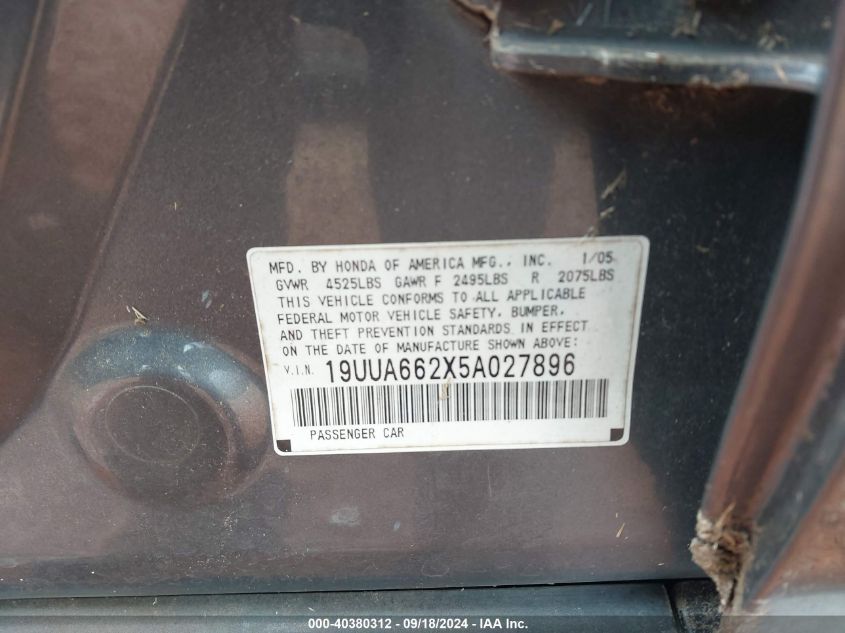 MFD. BY HONDA OF AMERICA MFG., INC. 1/05
GVWR 4525LBS GAWR F 2495LBS R 2075LBS
THIS VEHICLE CONFORMS TO ALL APPLICABLE
FEDERAL MOTOR VEHICLE SAFETY, BUMPER,
AND THEFT PREVENTION STANDARDS IN EFFECT
ON THE DATE OF MANUFACTURE SHOWN ABOVE:
V.I.N. 19UUA662X5A027896
PASSENGER CAR
000-40380312 - 09/18/2024 - IAA Inc.